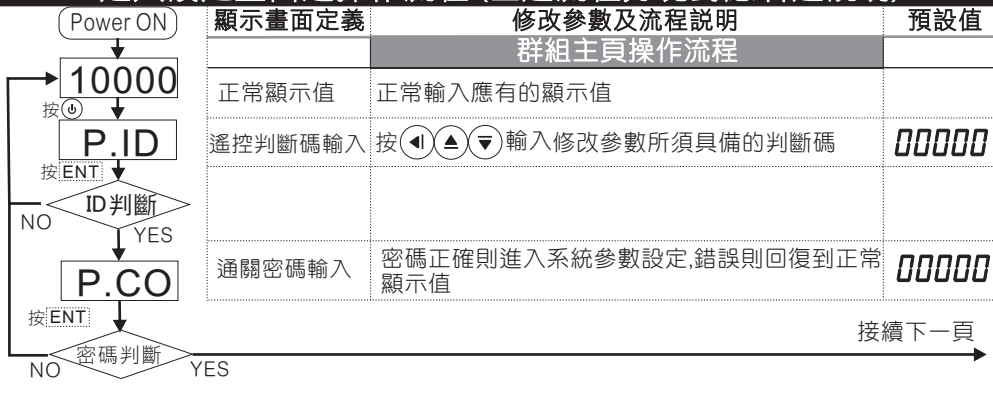 Power ON
顯示畫面定義 修改參數及流程説明 預設值
群組主頁操作流程
10000
正常顯示值 正常輸入應有的顯示值
按
P.ID
遙控判斷碼輸入 按 輸入修改參數所須具備的判斷碼 00000
按ENT
ID判斷
NO
YES
P.CO
通關密碼輸入 密碼正確則進入系統參數設定,錯誤則回復到正常
顯示值 00000
按ENT
接續下一頁
密碼判斷
NO YES